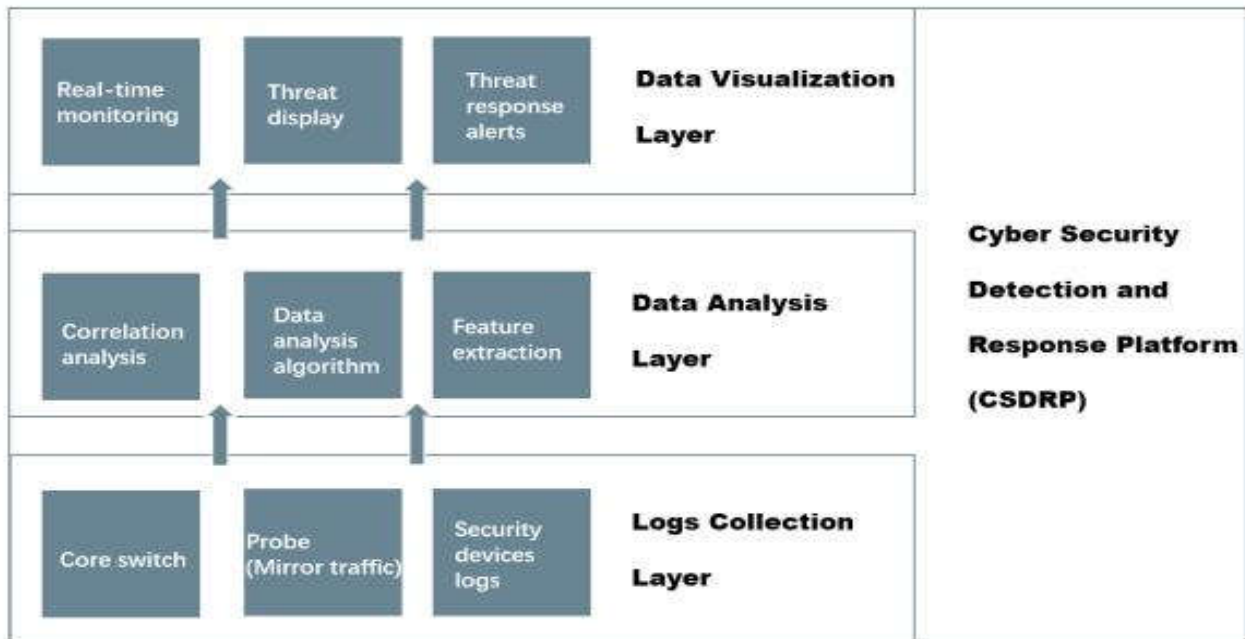 Real-time
monitoring
Threat
display
Threat
response
alerts
Data Visualization
Layer
Correlation
analysis
Data
analysis
algorithm
Feature
extraction
Data Analysis
Layer
Core switch
Probe
(Mirror traffic)
Security
devices
logs
Logs Collection
Layer
Cyber Security
Detection and
Response Platform
(CSDRP)